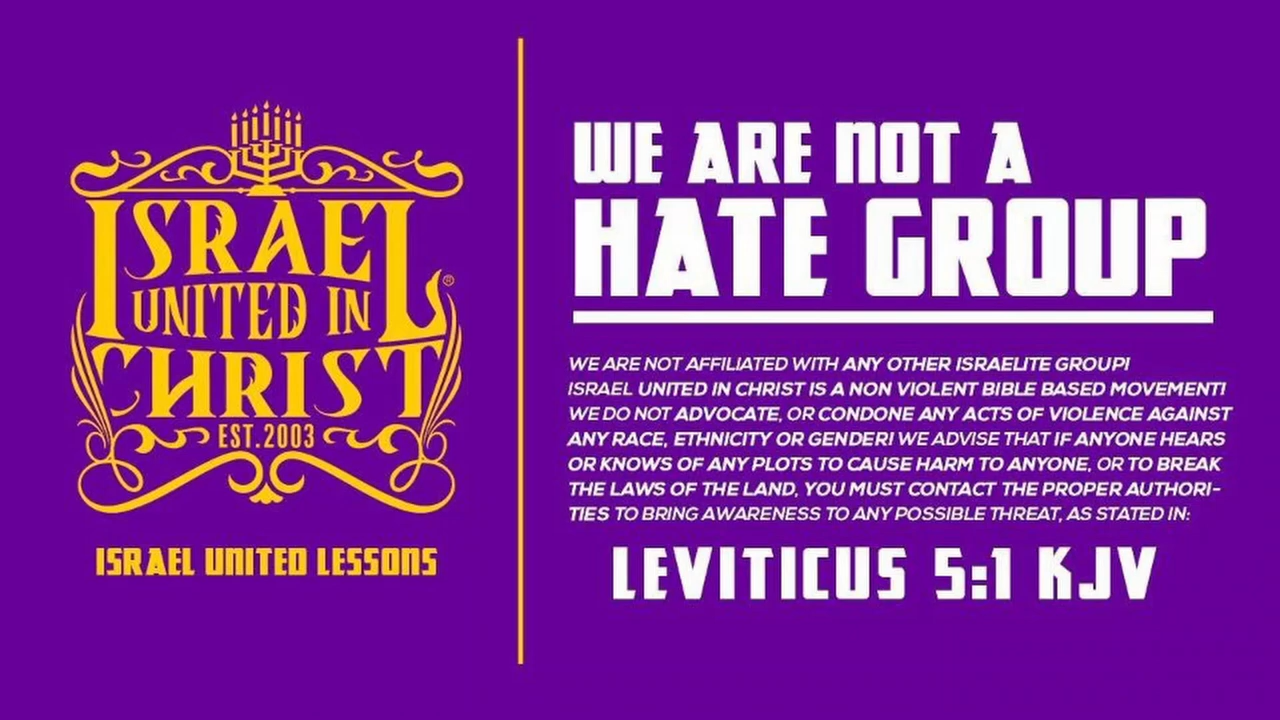 ISRAEL
UNITED IN
CHRIST
EST.2003
ISRAEL UNITED LESSONS
WE ARE NOT A
HATE GROUP
WE ARE NOT AFFILIATED WITH ANY OTHER ISRAELITE GROUP!
ISRAEL UNITED IN CHRIST IS A NON VIOLENT BIBLE BASED MOVEMENT!
WE DO NOT ADVOCATE, OR CONDONE ANY ACTS OF VIOLENCE AGAINST
ANY RACE, ETHNICITY OR GENDER! WE ADVISE THAT IF ANYONE HEARS
OR KNOWS OF ANY PLOTS TO CAUSE HARM TO ANYONE, OR TO BREAK
THE LAWS OF THE LAND, YOU MUST CONTACT THE PROPER AUTHORI-
TIES TO BRING AWARENESS TO ANY POSSIBLE THREAT, AS STATED IN:
LEVITICUS 5:1 KJV